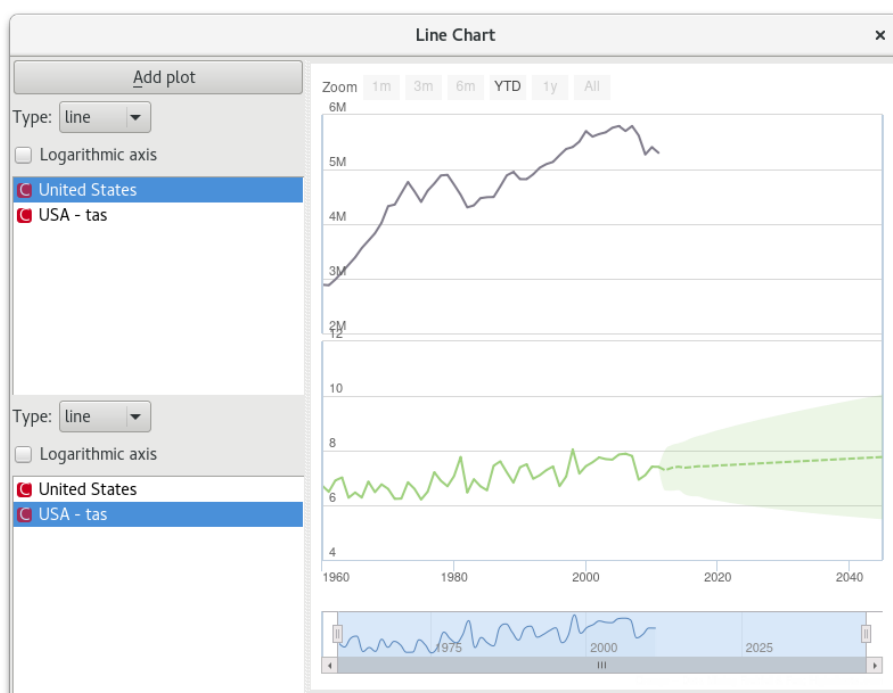 Line Chart
×
Add plot
Type: line
Logarithmic axis
C United States
C USA - tas
Type: line
Logarithmic axis
C United States
C USA - tas
Zoom 1m 3m 6m YTD 1y All
6M
5M
4M
3M
2M
12
10
8
6
4
1960 1980 2000 2020 2040
1975 2000 2025